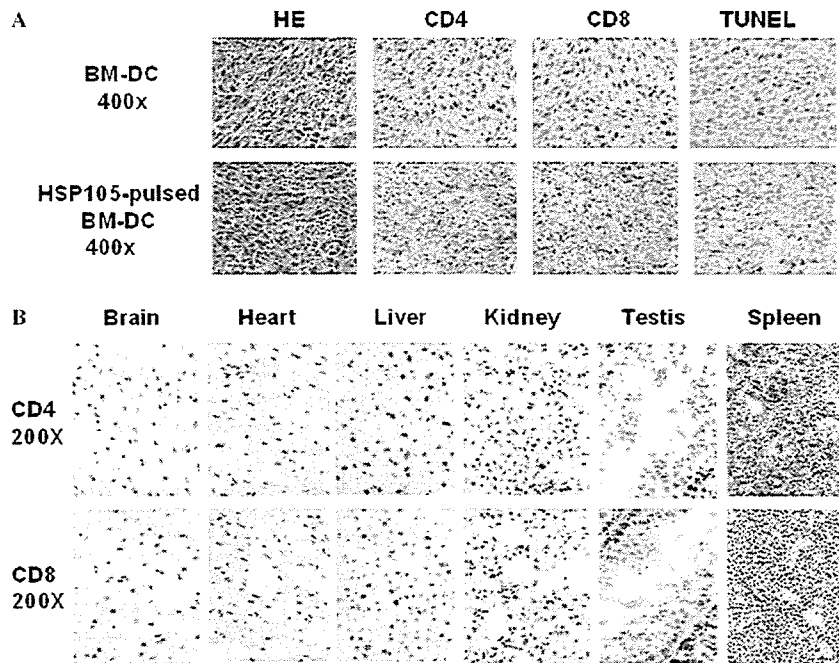 A
HE CD4 CD8 TUNEL
BM-DC
400x
HSP105-pulsed
BM-DC
400x
B
Brain Heart Liver Kidney Testis Spleen
CD4
200X
CD8
200X